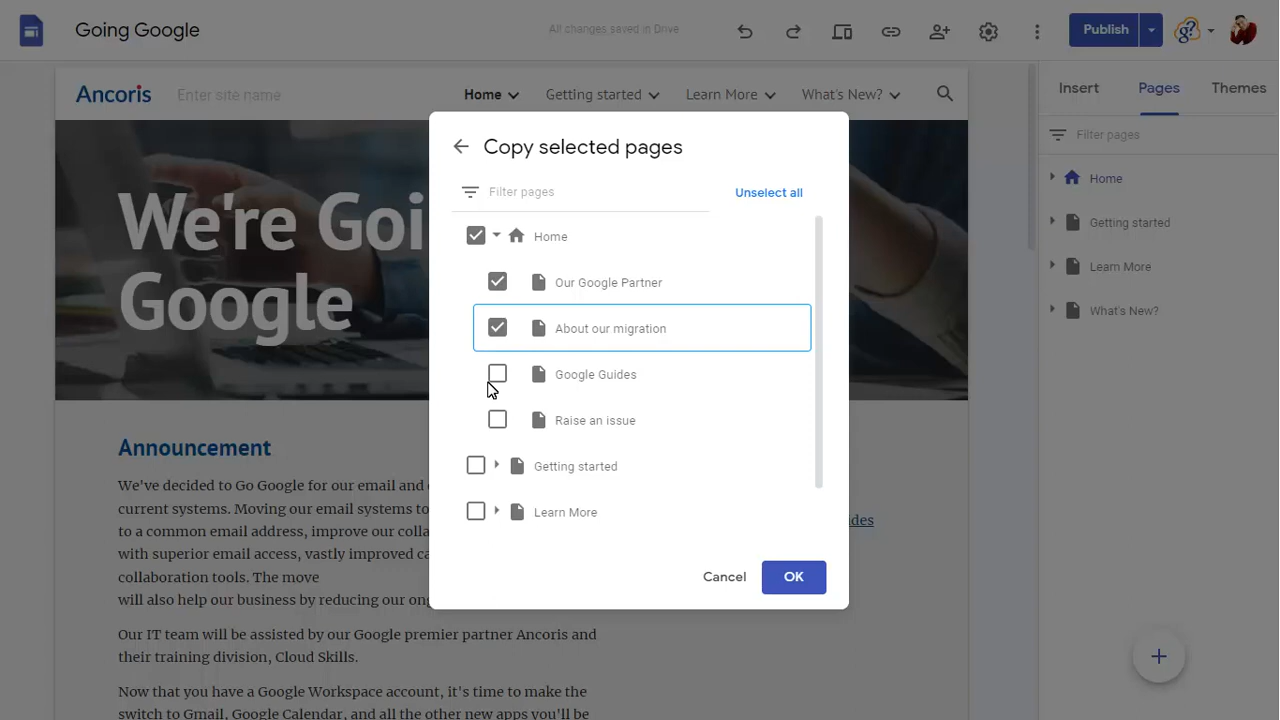 Going Google
All changes saved in Drive
Publish
Ancoris
Enter site name
Home
Getting started
Learn More
What's New?
Insert
Pages
Themes
Filter pages
Home
Getting started
Learn More
What's New?
We're Goi
Google
Copy selected pages
Filter pages
Unselect all
Home
Our Google Partner
About our migration
Google Guides
Raise an issue
Getting started
Learn More
Cancel
OK
Announcement
We've decided to Go Google for our email and
current systems. Moving our email systems to
to a common email address, improve our colla
with superior email access, vastly improved ca
collaboration tools. The move
will also help our business by reducing our on
Our IT team will be assisted by our Google premier partner Ancoris and
their training division, Cloud Skills.
Now that you have a Google Workspace account, it's time to make the
switch to Gmail, Google Calendar, and all the other new apps you'll be
ides